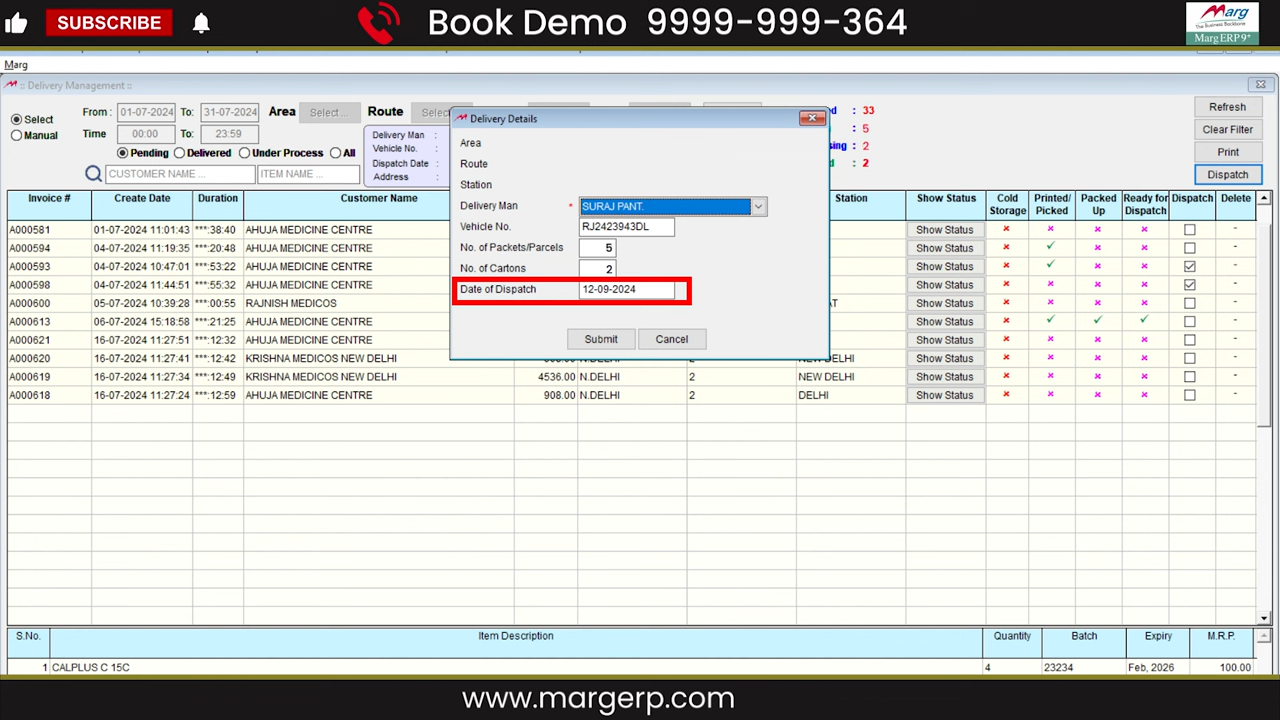 SUBSCRIBE
Book Demo 9999-999-364
Marg
The Business Backbone
Marg ERP 9+
Marg
:: Delivery Management ::
Select
Manual
From : 01-07-2024 To: 31-07-2024 Area Select ... Route
Time 00:00 To: 23:59
Pending Delivered Under Process All
CUSTOMER NAME ... ITEM NAME ...
Delivery Man :
Vehicle No. :
Dispatch Date :
Address :
: 33
: 5
: 2
: 2
Refresh
Clear Filter
Print
Dispatch
Delivery Details
Area
Route
Station
Delivery Man * SURAJ PANT.
Vehicle No. RJ2423943DL
No. of Packets/Parcels 5
No. of Cartons 2
Date of Dispatch 12-09-2024
Submit Cancel
Invoice # Create Date Duration Customer Name Station Show Status Cold Storage Printed/ Picked Packed Up Ready for Dispatch Dispatch Delete
A000581 01-07-2024 11:01:43 ***:38:40 AHUJA MEDICINE CENTRE Show Status -
A000594 04-07-2024 11:19:35 ***:20:48 AHUJA MEDICINE CENTRE Show Status -
A000593 04-07-2024 10:47:01 ***:53:22 AHUJA MEDICINE CENTRE Show Status -
A000598 04-07-2024 11:44:55 ***:32 AHUJA MEDICINE CENTRE Show Status -
A000600 05-07-2024 10:39:28 ***:00:55 RAJNISH MEDICOS Show Status -
A000613 06-07-2024 15:18:58 ***:21:25 AHUJA MEDICINE CENTRE Show Status -
A000621 16-07-2024 11:27:51 ***:12:32 AHUJA MEDICINE CENTRE Show Status -
A000620 16-07-2024 11:27:41 ***:12:42 KRISHNA MEDICOS NEW DELHI N.DELHI 2 NEW DELHI Show Status -
A000619 16-07-2024 11:27:34 ***:12:49 KRISHNA MEDICOS NEW DELHI 4536.00 N.DELHI 2 NEW DELHI Show Status -
A000618 16-07-2024 11:27:24 ***:12:59 AHUJA MEDICINE CENTRE 908.00 N.DELHI 2 DELHI Show Status -
S.No. Item Description Quantity Batch Expiry M.R.P.
1 CALPLUS C 15C 4 23234 Feb, 2026 100.00
www.margerp.com